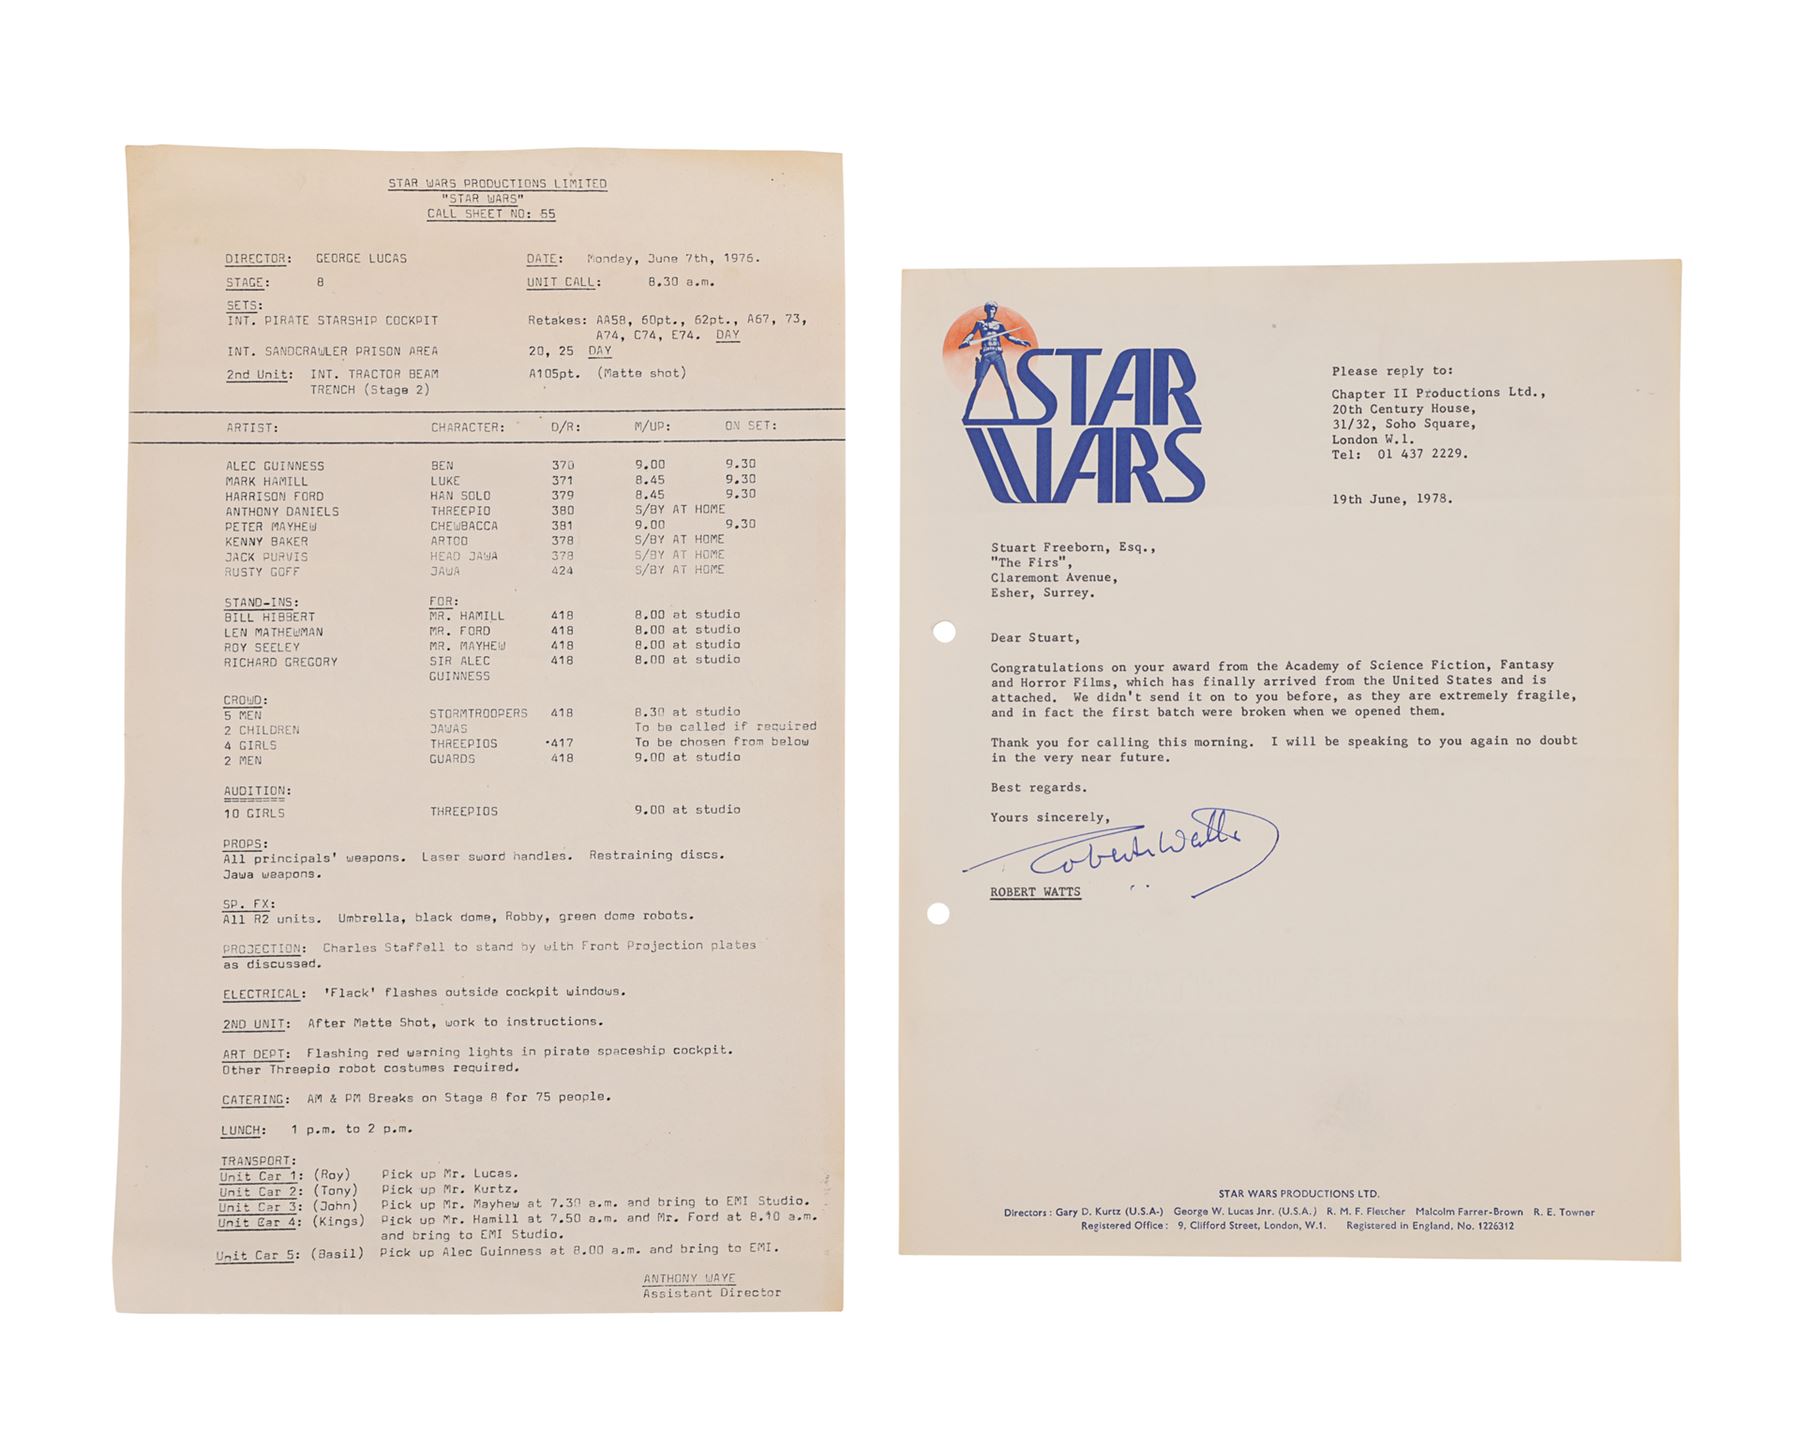 STAR WARS PRODUCTIONS LIMITED
"STAR WARS"
CALL SHEET NO: 55
DIRECTOR: GEORGE LUCAS DATE: Monday, June 7th, 1976.
STAGE: 8 UNIT CALL: 8.30 a.m.
SETS:
INT. PIRATE STARSHIP COCKPIT Retakes: AA58, 60pt., 62pt., A67, 73,
A74, C74, E74. DAY
INT. SANDCRAWLER PRISON AREA 20, 25 DAY
2nd Unit: INT. TRACTOR BEAM A105pt. (Matte shot)
TRENCH (Stage 2)
ARTIST: CHARACTER: D/R: M/UP: ON SET:
ALEC GUINNESS BEN 370 9.00 9.30
MARK HAMILL LUKE 371 8.45 9.30
HARRISON FORD HAN SOLO 379 8.45 9.30
ANTHONY DANIELS THREEPIO 380 S/BY AT HOME
PETER MAYHEW CHEWBACCA 381 9.00 9.30
KENNY BAKER ARTOO 378 S/BY AT HOME
JACK PURVIS HEAD JAWA 378 S/BY AT HOME
RUSTY GOFF JAWA 424 S/BY AT HOME
STAND-INS: FOR:
BILL HIBBERT MR. HAMILL 418 8.00 at studio
LEN MATHEWMAN MR. FORD 418 8.00 at studio
ROY SEELEY MR. MAYHEW 418 8.00 at studio
RICHARD GREGORY SIR ALEC 418 8.00 at studio
GUINNESS
CROWD:
5 MEN STORMTROOPERS 418 8.30 at studio
2 CHILDREN JAWAS To be called if required
4 GIRLS THREEPIOS 417 To be chosen from below
2 MEN GUARDS 418 9.00 at studio
AUDITION:
10 GIRLS THREEPIOS 9.00 at studio
PROPS:
All principals' weapons. Laser sword handles. Restraining discs.
Jawa weapons.
SP. FX:
All R2 units. Umbrella, black dome, Robby, green dome robots.
PROJECTION: Charles Staffell to stand by with Front Projection plates
as discussed.
ELECTRICAL: 'Flack' flashes outside cockpit windows.
2ND UNIT: After Matte Shot, work to instructions.
ART DEPT: Flashing red warning lights in pirate spaceship cockpit.
Other Threepio robot costumes required.
CATERING: AM & PM Breaks on Stage 8 for 75 people.
LUNCH: 1 p.m. to 2 p.m.
TRANSPORT:
Unit Car 1: (Roy) Pick up Mr. Lucas.
Unit Car 2: (Tony) Pick up Mr. Kurtz.
Unit Car 3: (John) Pick up Mr. Mayhew at 7.30 a.m. and bring to EMI Studio.
Unit Car 4: (Kings) Pick up Mr. Hamill at 7.50 a.m. and Mr. Ford at 8.10 a.m.
and bring to EMI Studio.
Unit Car 5: (Basil) Pick up Alec Guinness at 8.00 a.m. and bring to EMI.
ANTHONY WAYE
Assistant Director
STAR
WARS
Please reply to:
Chapter II Productions Ltd.,
20th Century House,
31/32, Soho Square,
London W.1.
Tel: 01 437 2229.
19th June, 1978.
Stuart Freeborn, Esq.,
"The Firs",
Claremont Avenue,
Esher, Surrey.
Dear Stuart,
Congratulations on your award from the Academy of Science Fiction, Fantasy
and Horror Films, which has finally arrived from the United States and is
attached. We didn't send it on to you before, as they are extremely fragile,
and in fact the first batch were broken when we opened them.
Thank you for calling this morning. I will be speaking to you again no doubt
in the very near future.
Best regards.
Yours sincerely,
Robert Watts
ROBERT WATTS
STAR WARS PRODUCTIONS LTD.
Directors: Gary D. Kurtz (U.S.A.) George W. Lucas Jnr. (U.S.A.) R. M. F. Fletcher Malcolm Farrer-Brown R. E. Towner
Registered Office: 9, Clifford Street, London, W.1. Registered in England, No. 1226312